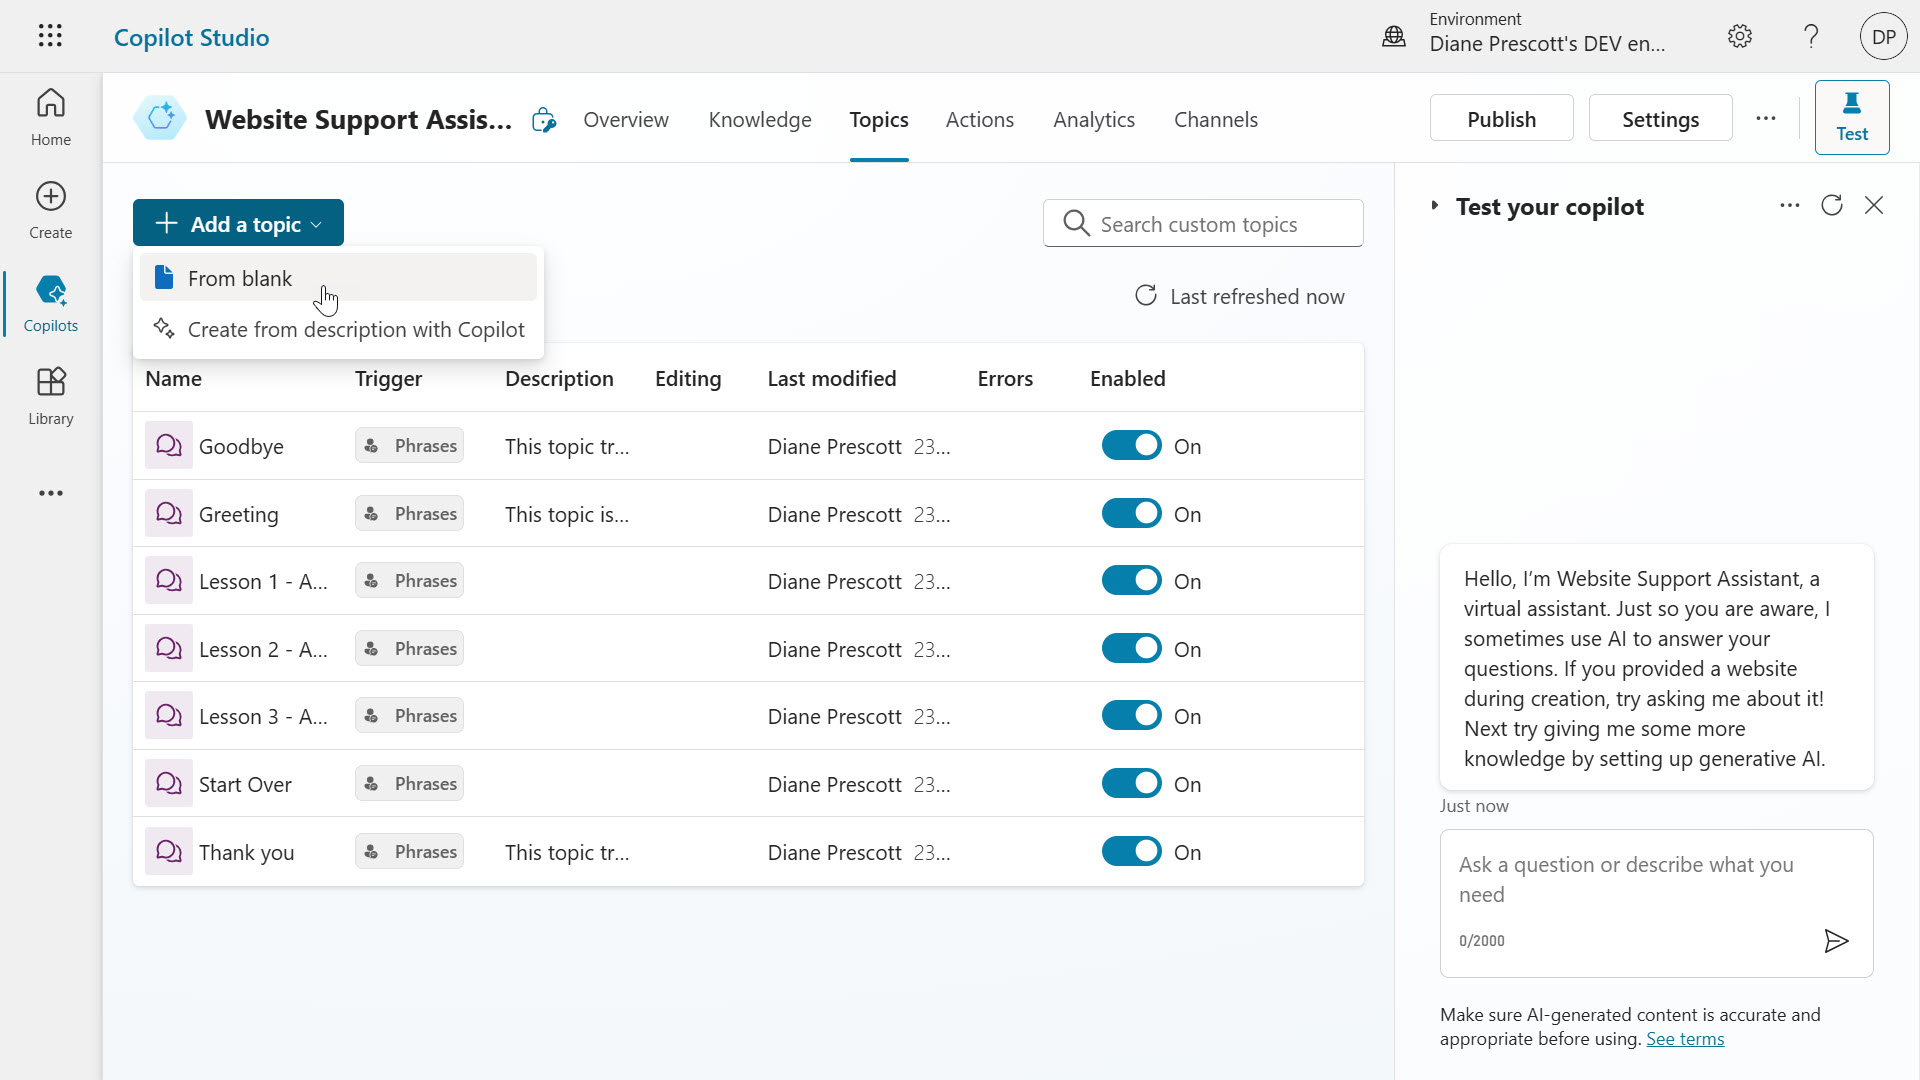 Copilot Studio
Environment
Diane Prescott's DEV en...
DP
Home
Create
Copilots
Library
Website Support Assis...
Overview
Knowledge
Topics
Actions
Analytics
Channels
Publish
Settings
Test
Add a topic
Search custom topics
From blank
Create from description with Copilot
Last refreshed now
Name Trigger Description Editing Last modified Errors Enabled
Goodbye Phrases This topic tr... Diane Prescott 23... On
Greeting Phrases This topic is... Diane Prescott 23... On
Lesson 1 - A... Phrases Diane Prescott 23... On
Lesson 2 - A... Phrases Diane Prescott 23... On
Lesson 3 - A... Phrases Diane Prescott 23... On
Start Over Phrases Diane Prescott 23... On
Thank you Phrases This topic tr... Diane Prescott 23... On
Test your copilot
Hello, I'm Website Support Assistant, a
virtual assistant. Just so you are aware, I
sometimes use AI to answer your
questions. If you provided a website
during creation, try asking me about it!
Next try giving me some more
knowledge by setting up generative AI.
Just now
Ask a question or describe what you
need
0/2000
Make sure AI-generated content is accurate and
appropriate before using. See terms